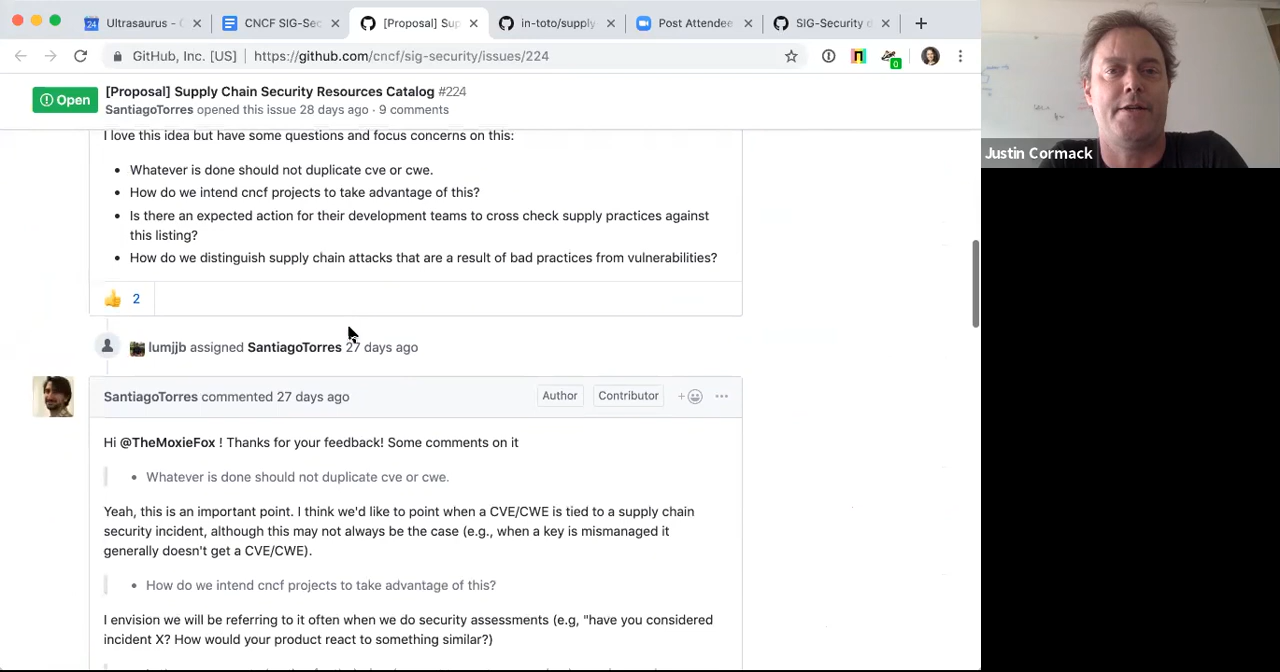 Ultrasaurus - C
CNCF SIG-Sec
[Proposal] Sup
in-toto/supply-
Post Attendee
SIG-Security d
GitHub, Inc. [US] | https://github.com/cncf/sig-security/issues/224
0
Open
[Proposal] Supply Chain Security Resources Catalog #224
SantiagoTorres opened this issue 28 days ago · 9 comments
I love this idea but have some questions and focus concerns on this:
• Whatever is done should not duplicate cve or cwe.
• How do we intend cncf projects to take advantage of this?
• Is there an expected action for their development teams to cross check supply practices against
this listing?
• How do we distinguish supply chain attacks that are a result of bad practices from vulnerabilities?
2
lumjjb assigned SantiagoTorres 27 days ago
SantiagoTorres commented 27 days ago
Author
Contributor
Hi @TheMoxieFox ! Thanks for your feedback! Some comments on it
• Whatever is done should not duplicate cve or cwe.
Yeah, this is an important point. I think we'd like to point when a CVE/CWE is tied to a supply chain
security incident, although this may not always be the case (e.g., when a key is mismanaged it
generally doesn't get a CVE/CWE).
• How do we intend cncf projects to take advantage of this?
I envision we will be referring to it often when we do security assessments (e.g, "have you considered
incident X? How would your product react to something similar?)
Justin Cormack